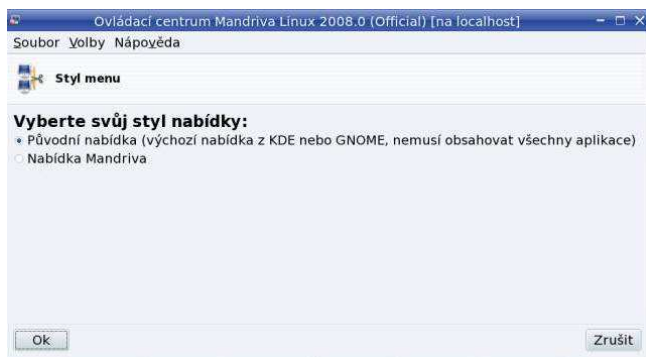 Ovládací centrum Mandriva Linux 2008.0 (Official) [na localhost]
Soubor Volby Nápověda
Styl menu
Vyberte svůj styl nabídky:
Původní nabídka (výchozí nabídka z KDE nebo GNOME, nemusí obsahovat všechny aplikace)
Nabídka Mandriva
Ok Zrušit